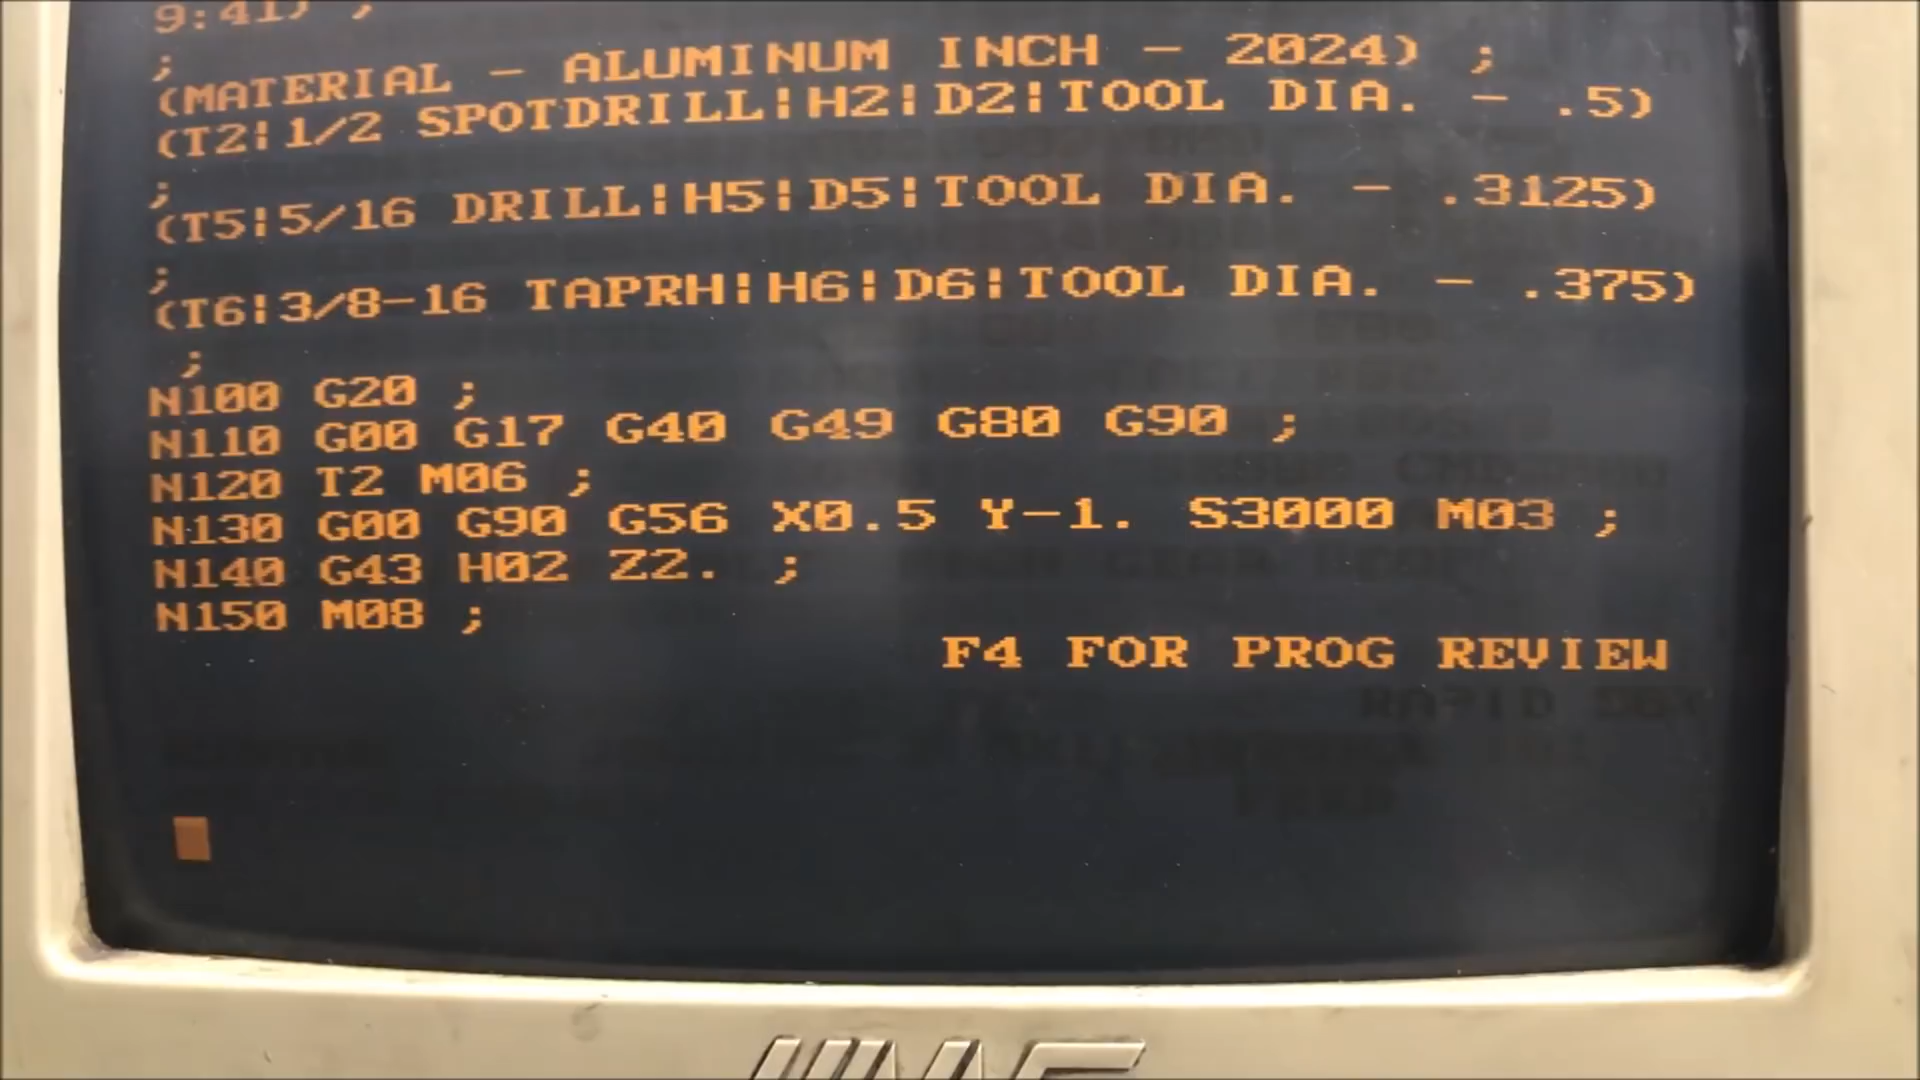 9:41) ;
;
(MATERIAL - ALUMINUM INCH - 2024) ;
(T2|1/2 SPOTDRILL|H2|D2|TOOL DIA. - .5)
;
(T5|5/16 DRILL|H5|D5|TOOL DIA. - .3125)
;
(T6|3/8-16 TAPRH|H6|D6|TOOL DIA. - .375)
;
N100 G20 ;
N110 G00 G17 G40 G49 G80 G90 ;
N120 T2 M06 ;
N130 G00 G90 G56 X0.5 Y-1. S3000 M03 ;
N140 G43 H02 Z2. ;
N150 M08 ;
F4 FOR PROG REVIEW